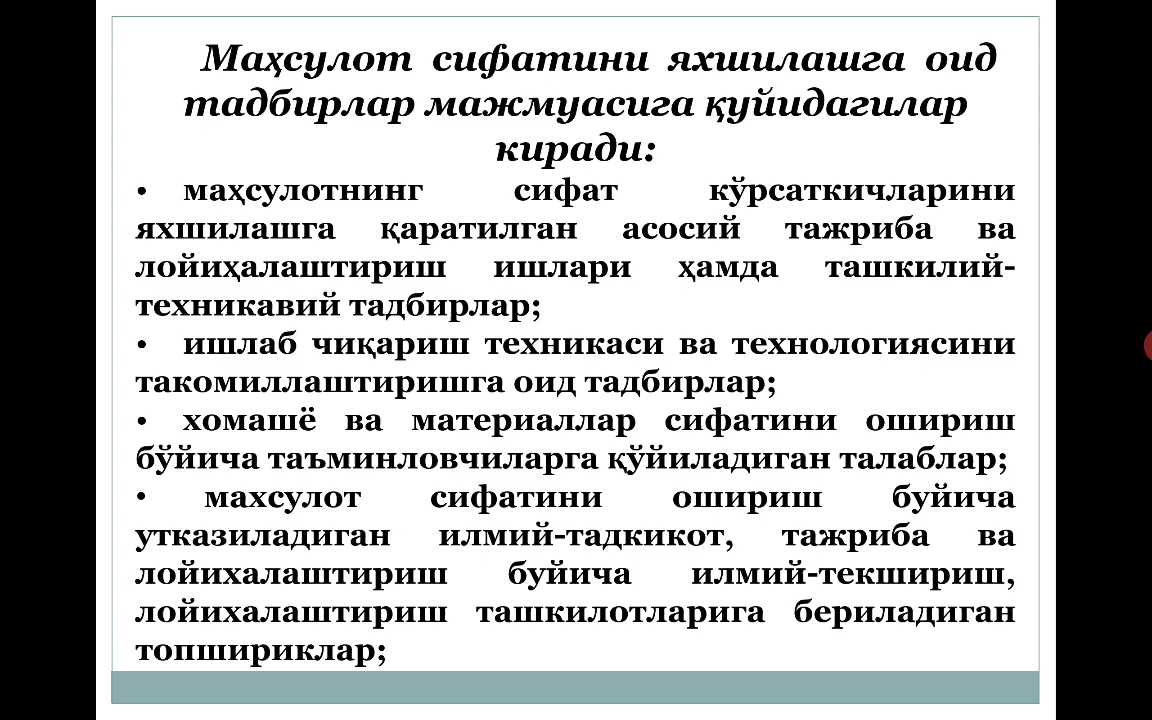 Маҳсулот сифатини яхшилашга оид
тадбирлар мажмуасига қуйидагилар
киради:
• маҳсулотнинг сифат кўрсаткичларини
яхшилашга қаратилган асосий тажриба ва
лойиҳалаштириш ишлари ҳамда ташкилий-
техникавий тадбирлар;
• ишлаб чиқариш техникаси ва технологиясини
такомиллаштиришга оид тадбирлар;
• хомашё ва материаллар сифатини ошириш
бўйича таъминловчиларга қўйиладиган талаблар;
• махсулот сифатини ошириш буйича
утказиладиган илмий-тадкикот, тажриба ва
лойихалаштириш буйича илмий-текшириш,
лойихалаштириш ташкилотларига бериладиган
топшириклар;